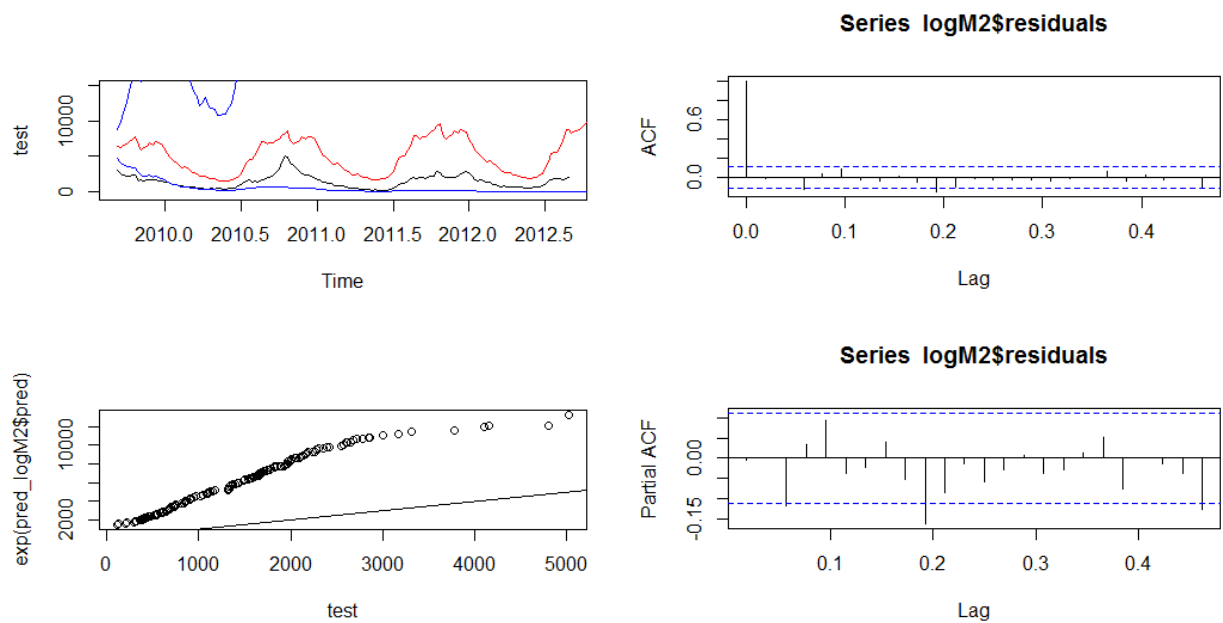 test
10000
0
2010.0 2010.5 2011.0 2011.5 2012.0 2012.5
Time
Series logM2$residuals
ACF
0.6
0.0
0.0 0.1 0.2 0.3 0.4
Lag
exp(pred_logM2$pred)
10000
2000
0 1000 2000 3000 4000 5000
test
Series logM2$residuals
Partial ACF
0.00
-0.15
0.1 0.2 0.3 0.4
Lag